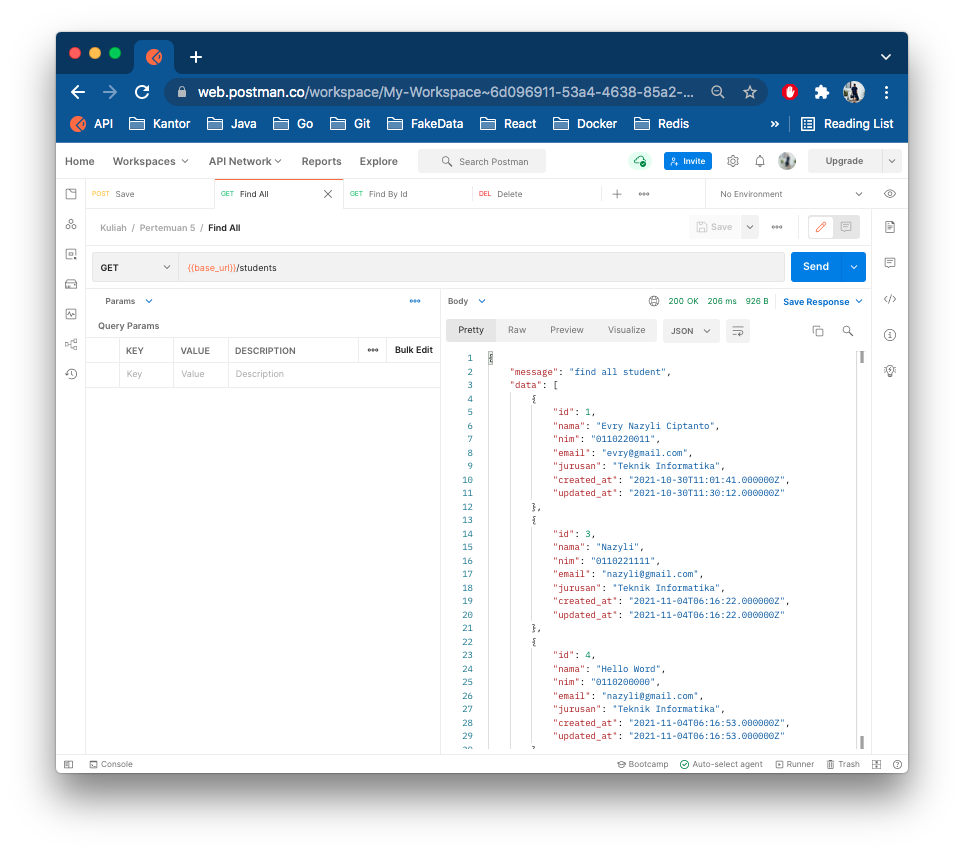 web.postman.co/workspace/My-Workspace~6d096911-53a4-4638-85a2-...
API Kantor Java Go Git FakeData React Docker Redis » Reading List
Home Workspaces API Network Reports Explore Search Postman Invite Upgrade
POST Save GET Find All GET Find By Id DEL Delete No Environment
Kuliah / Pertemuan 5 / Find All Save
GET {{base_url}}/students Send
Params
Query Params
KEY VALUE DESCRIPTION Bulk Edit
Key Value Description
Body 200 OK 206 ms 926 B Save Response
Pretty Raw Preview Visualize JSON
1 {
2 "message": "find all student",
3 "data": [
4 {
5 "id": 1,
6 "nama": "Evry Nazyli Ciptanto",
7 "nim": "0110220011",
8 "email": "evry@gmail.com",
9 "jurusan": "Teknik Informatika",
10 "created_at": "2021-10-30T11:01:41.000000Z",
11 "updated_at": "2021-10-30T11:30:12.000000Z"
12 },
13 {
14 "id": 3,
15 "nama": "Nazyli",
16 "nim": "0110221111",
17 "email": "nazyli@gmail.com",
18 "jurusan": "Teknik Informatika",
19 "created_at": "2021-11-04T06:16:22.000000Z",
20 "updated_at": "2021-11-04T06:16:22.000000Z"
21 },
22 {
23 "id": 4,
24 "nama": "Hello Word",
25 "nim": "0110200000",
26 "email": "nazyli@gmail.com",
27 "jurusan": "Teknik Informatika",
28 "created_at": "2021-11-04T06:16:53.000000Z",
29 "updated_at": "2021-11-04T06:16:53.000000Z"
Console Bootcamp Auto-select agent Runner Trash